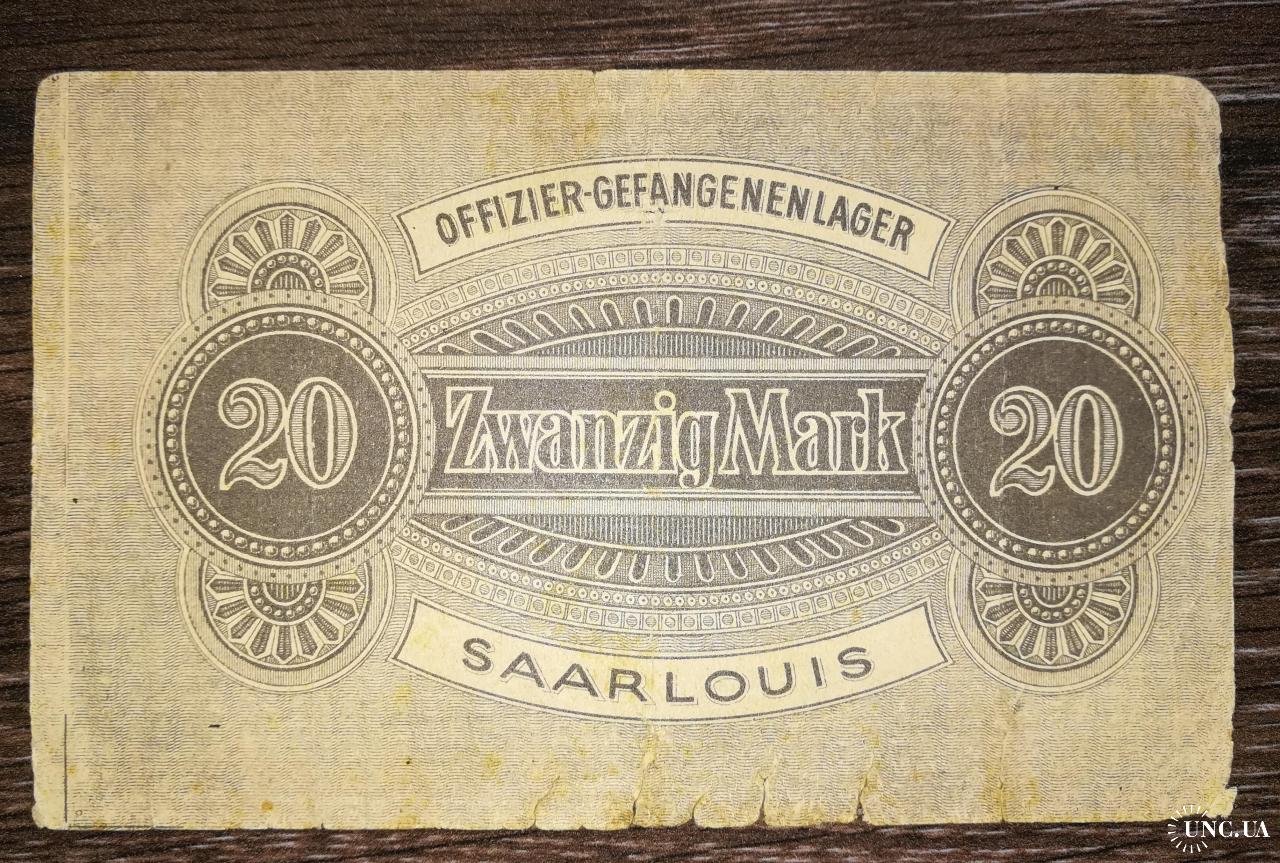 OFFIZIER-GEFANGENENLAGER
20
Zwanzig Mark
20
SAARLOUIS
UNC.UA